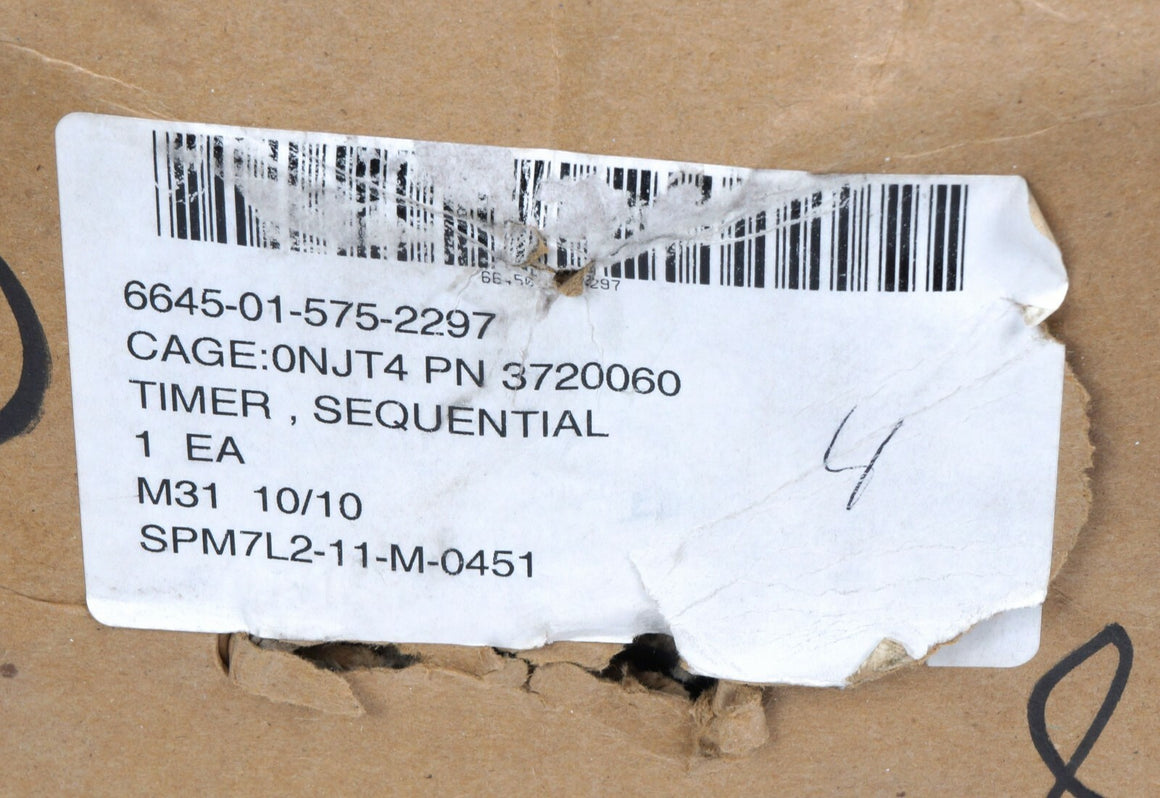 6645-01-575-2297
CAGE:0NJT4 PN 3720060
TIMER , SEQUENTIAL
1 EA
M31 10/10
SPM7L2-11-M-0451
4